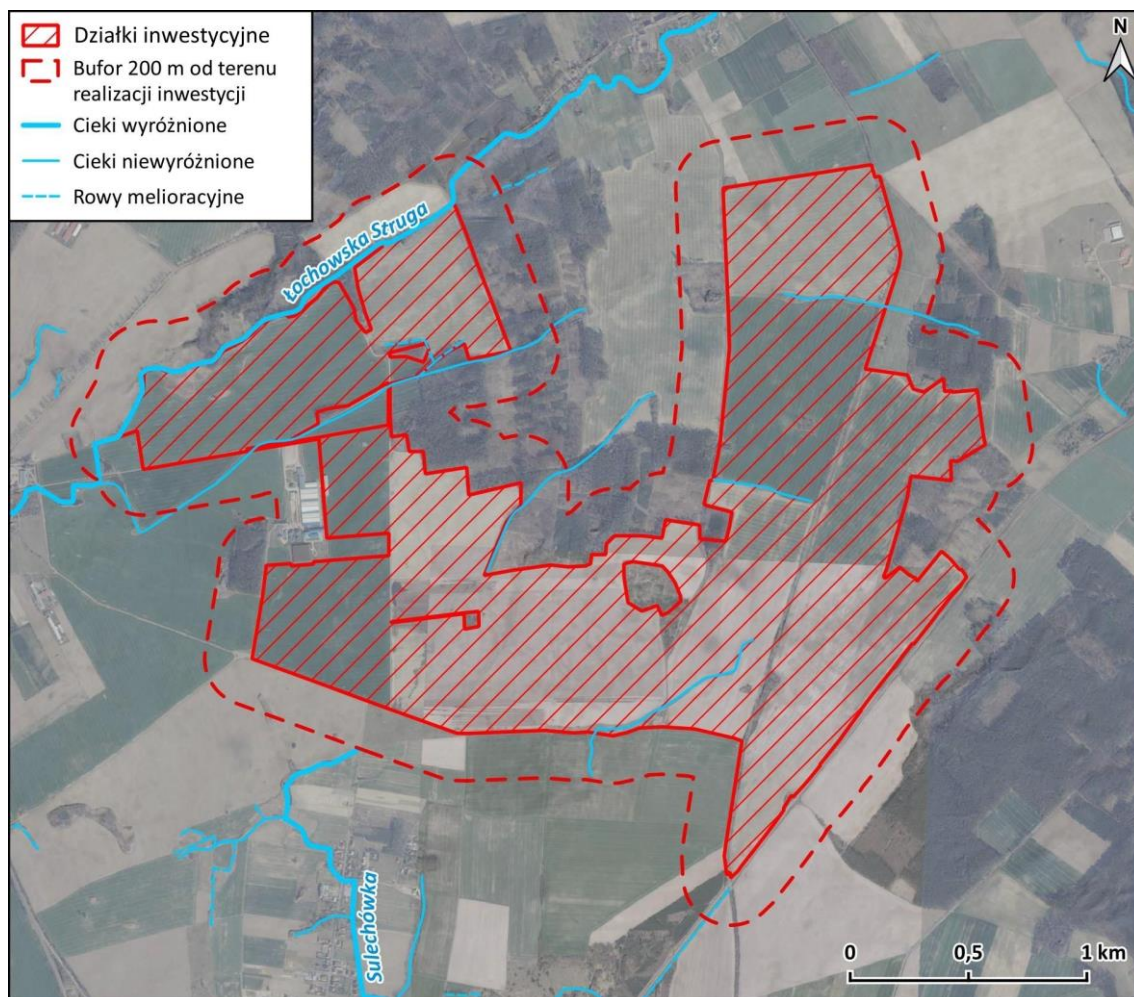 Działki inwestycyjne
Bufor 200 m od terenu
realizacji inwestycji
Cieki wyróżnione
Cieki niewyróżnione
Rowy melioracyjne
N
Łochowska Struga
Sulechówka
0 0,5 1 km